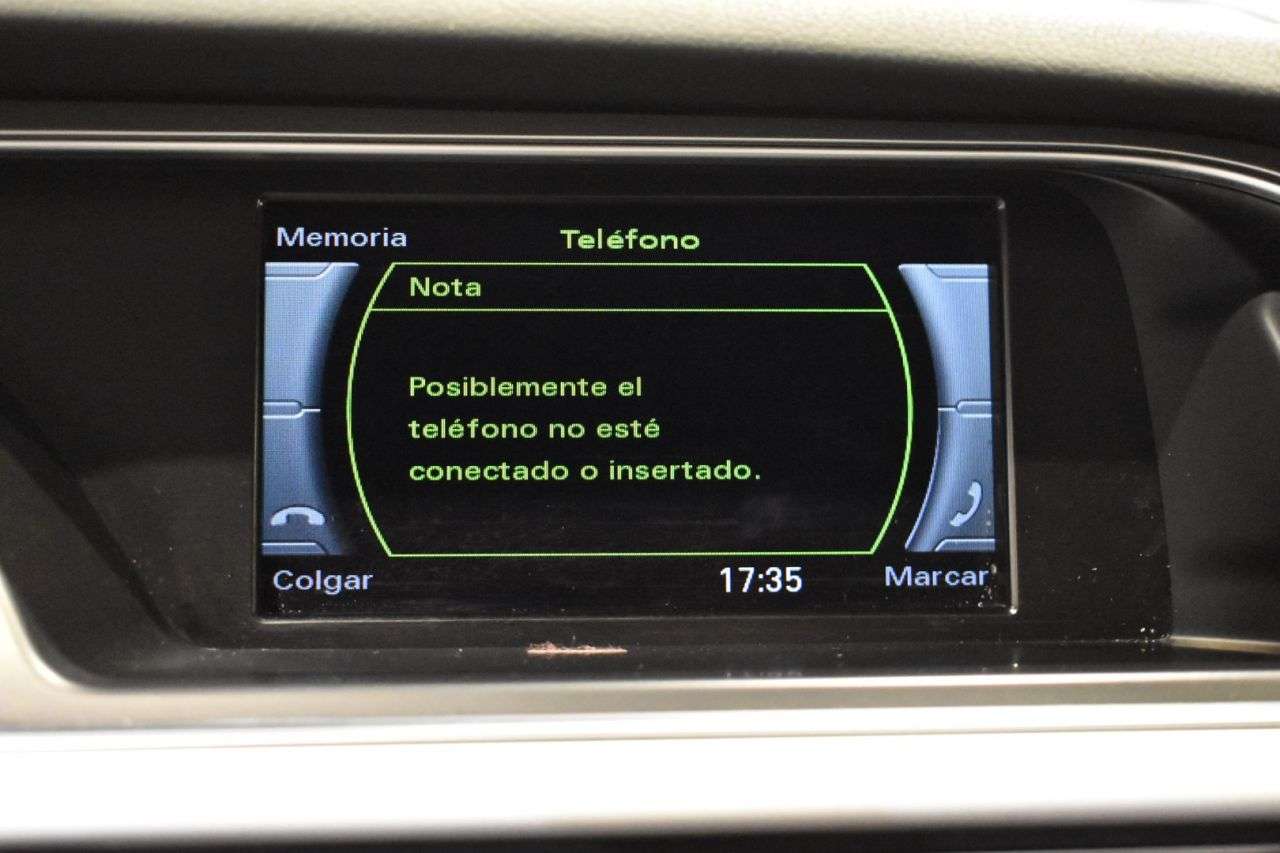 Memoria
Teléfono
Nota
Posiblemente el
teléfono no esté
conectado o insertado.
Colgar
17:35
Marcar